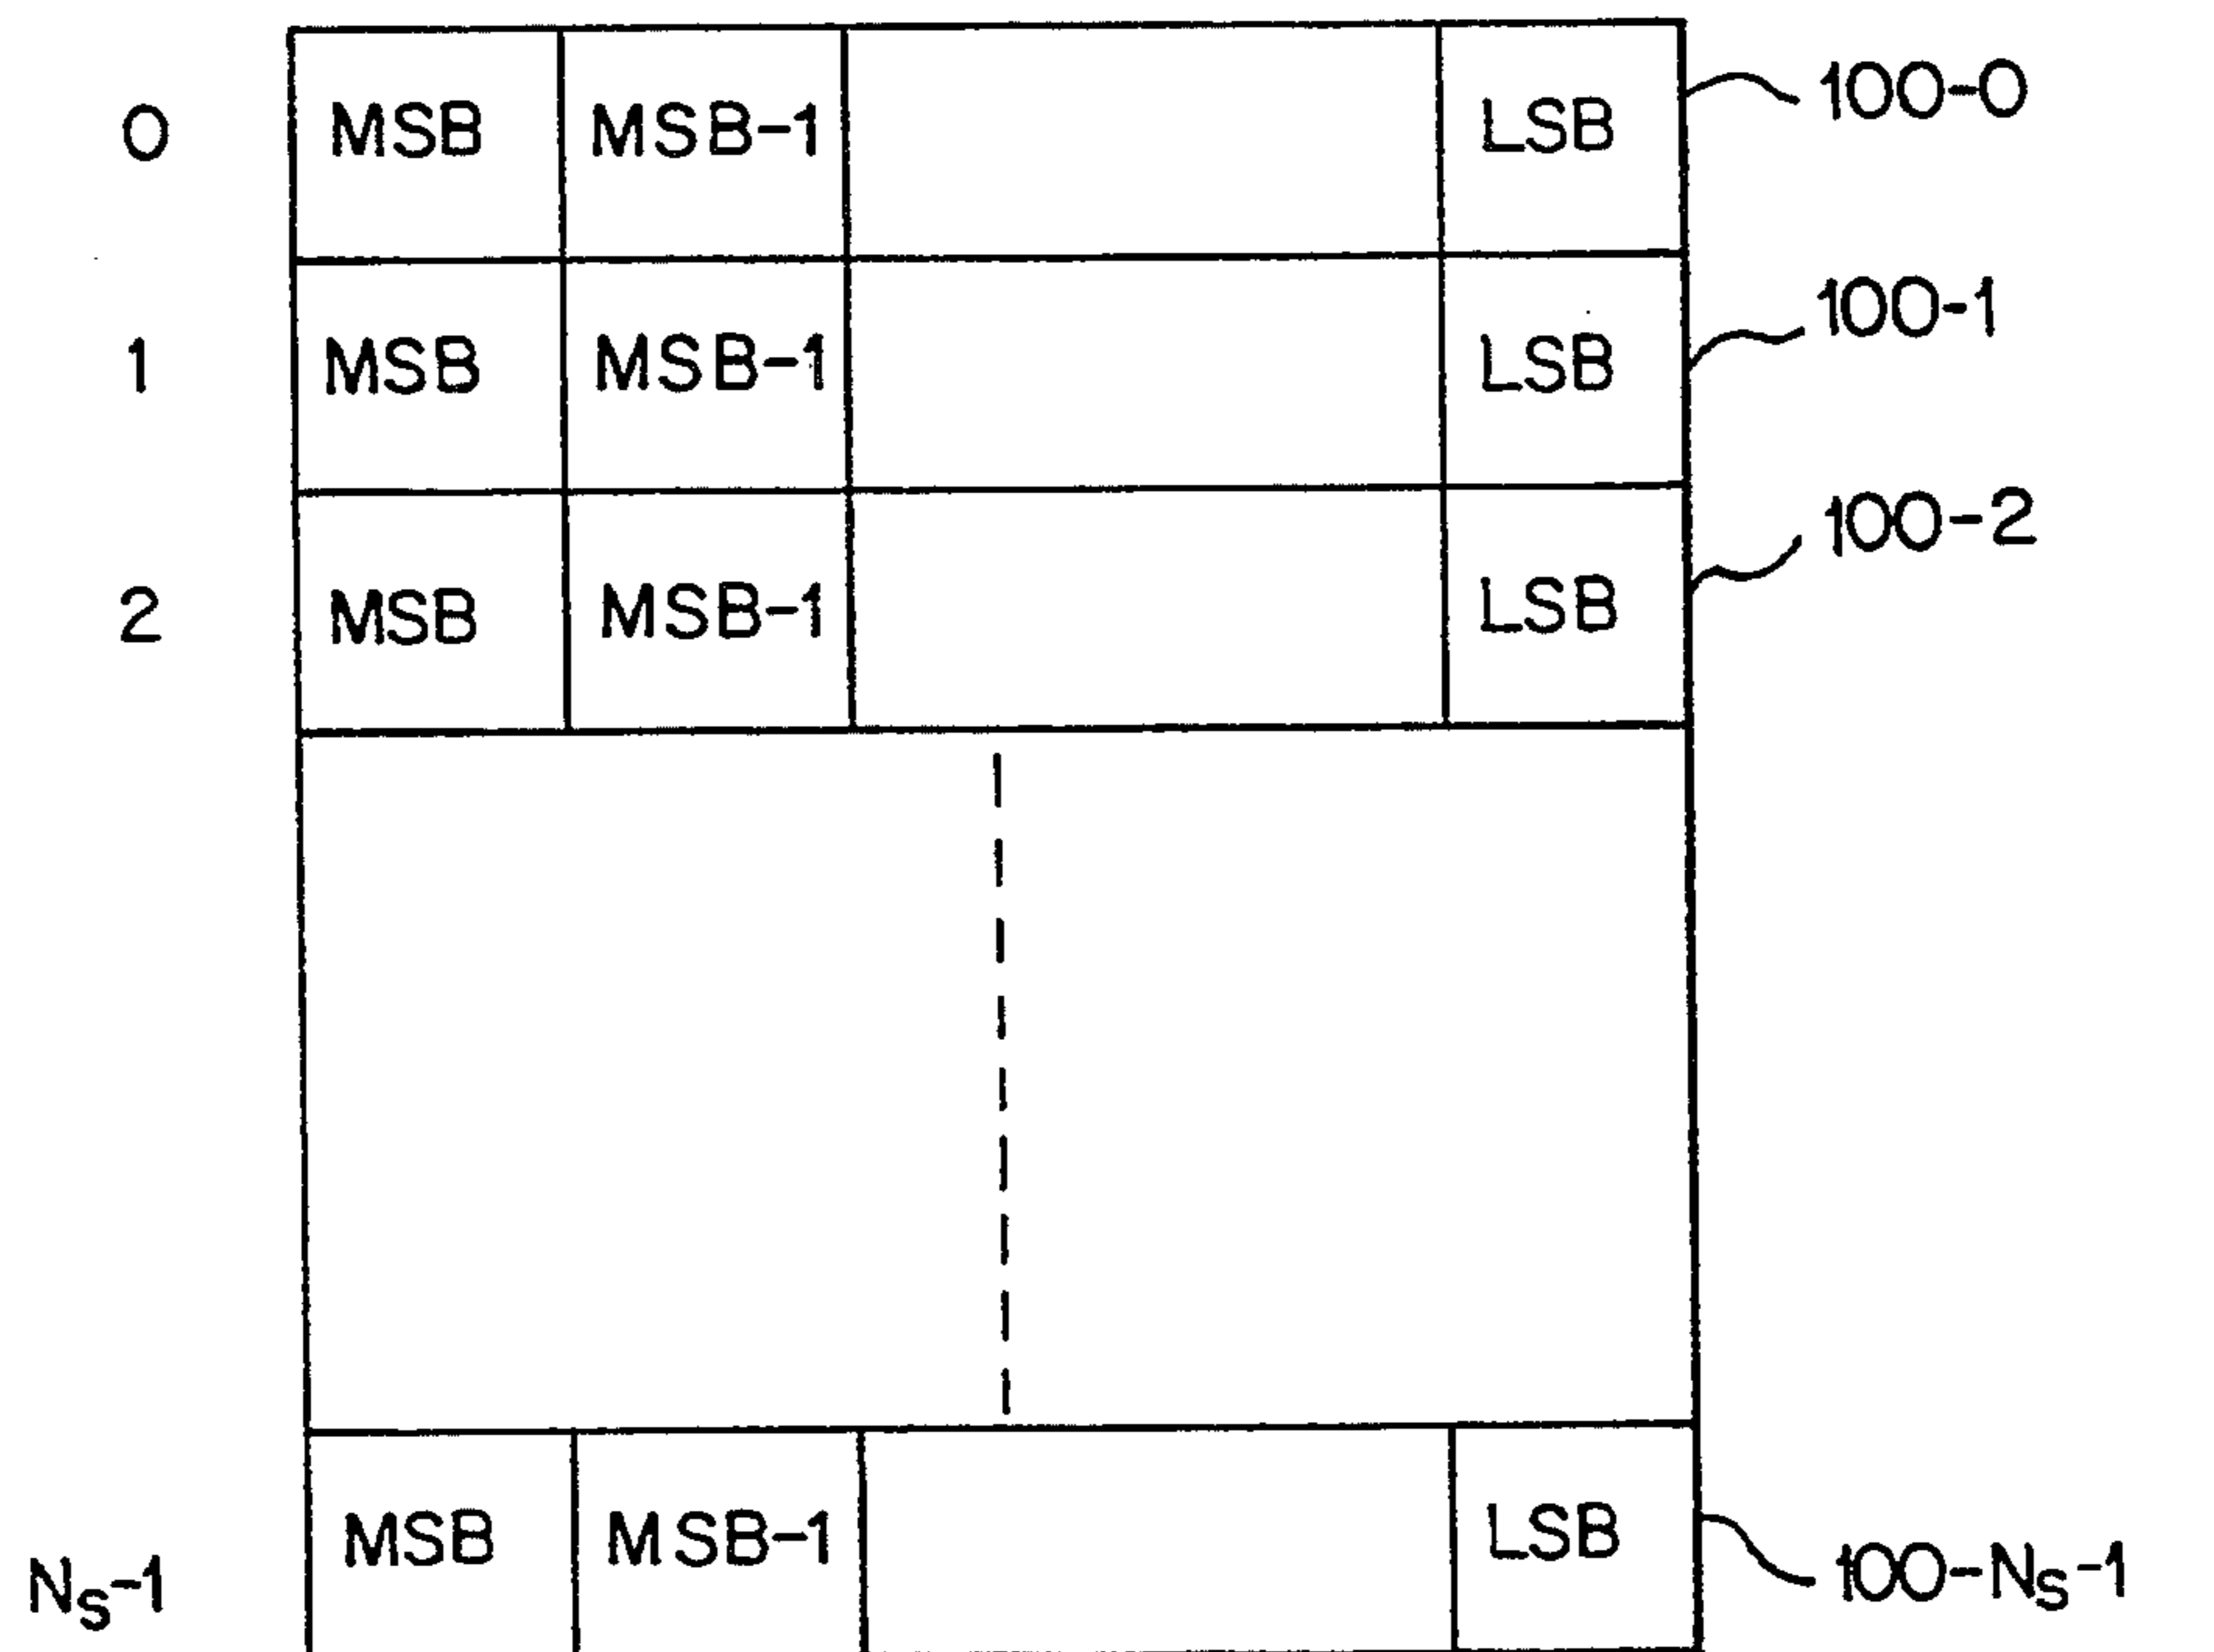 0 MSB MSB-1 LSB 100-0
1 MSB MSB-1 LSB 100-1
2 MSB MSB-1 LSB 100-2
Ns-1 MSB MSB-1 LSB 100-Ns-1